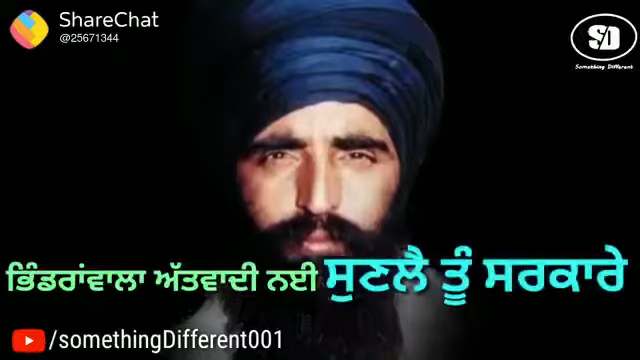 ShareChat
@25671344
SD
Something Different
ਭਿੰਡਰਾਂਵਾਲਾ ਅੱਤਵਾਦੀ ਨਈ ਸੁਣਲੈ ਤੂੰ ਸਰਕਾਰੇ
/somethingDifferent001